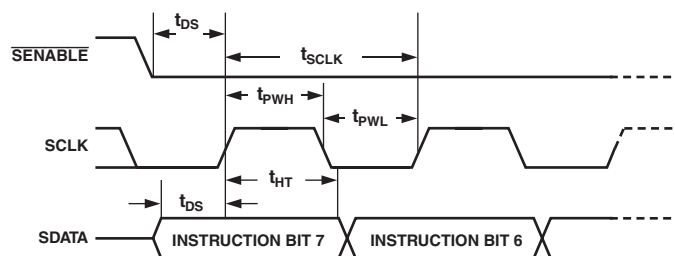 tDS
SENABLE
tSCLK
tPWH
tPWL
SCLK
tHT
tDS
SDATA
INSTRUCTION BIT 7
INSTRUCTION BIT 6